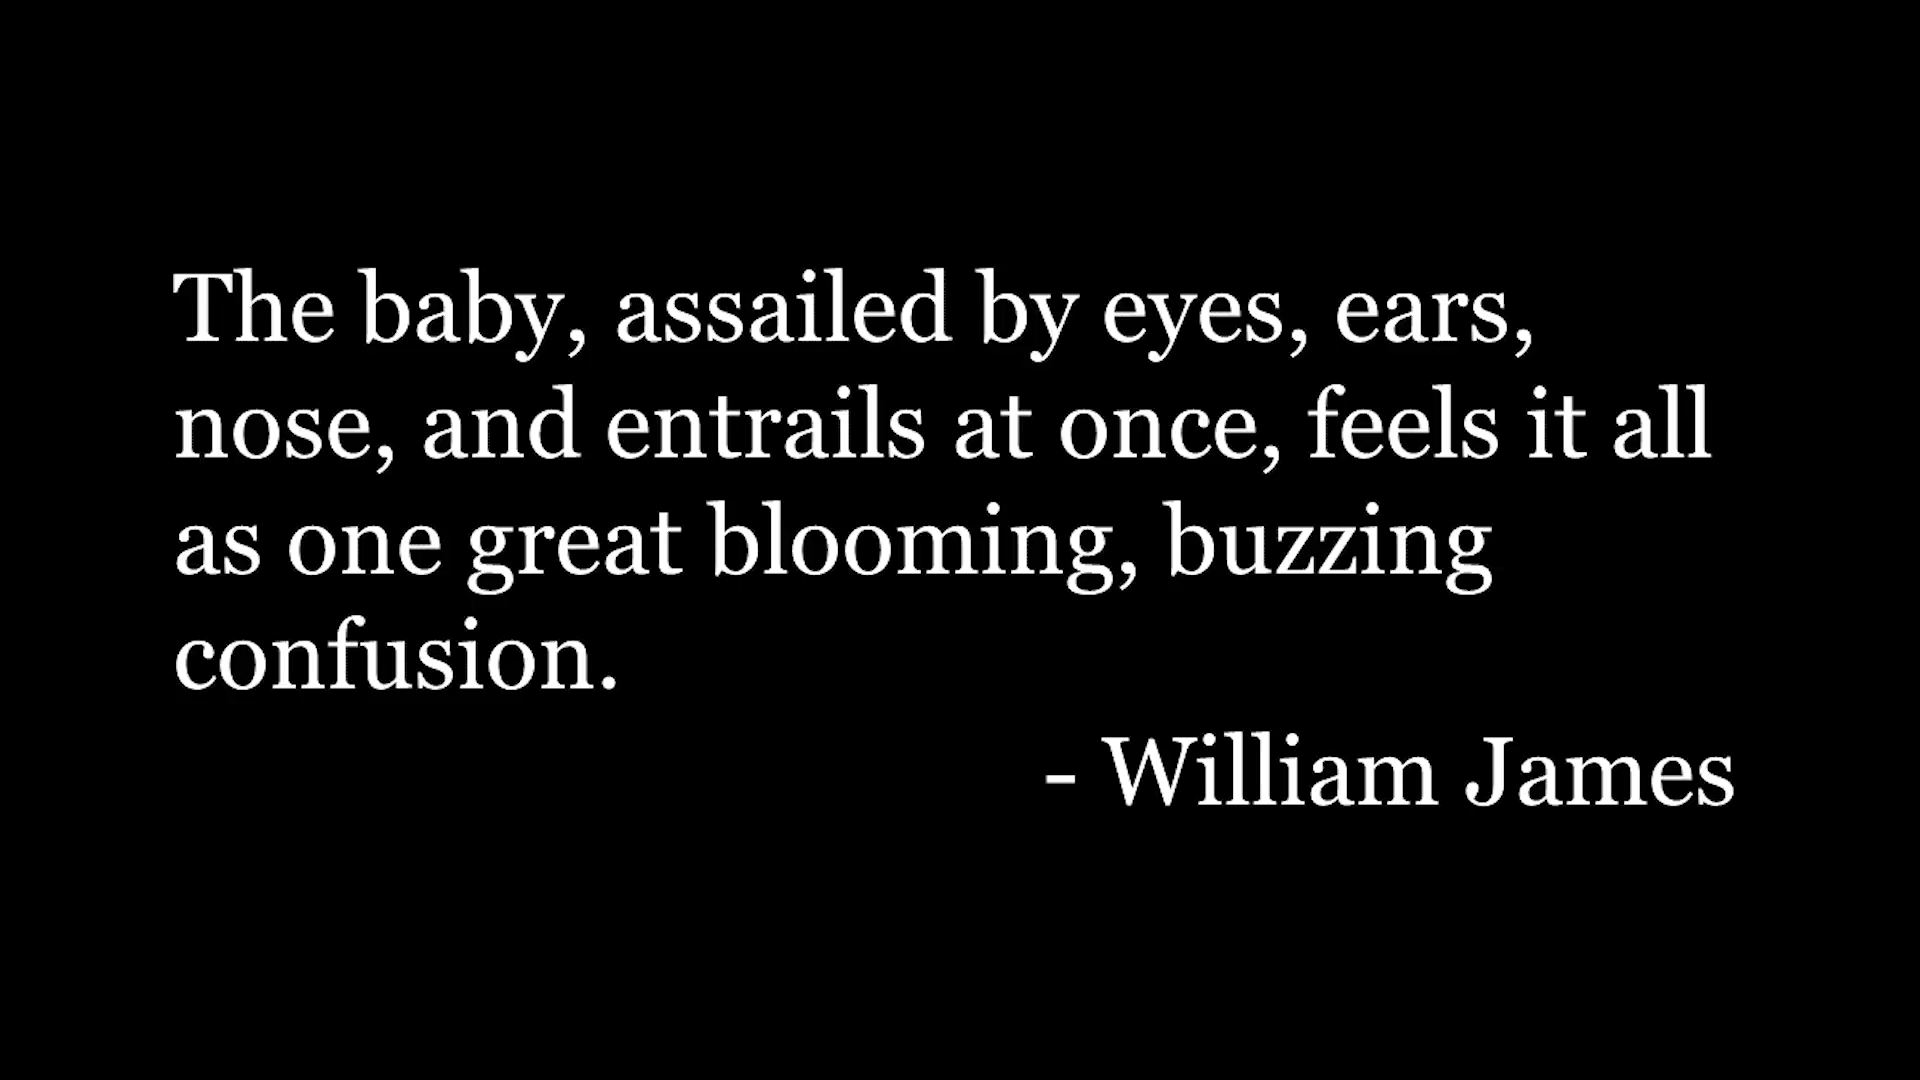 The baby, assailed by eyes, ears,
nose, and entrails at once, feels it all
as one great blooming, buzzing
confusion.
- William James